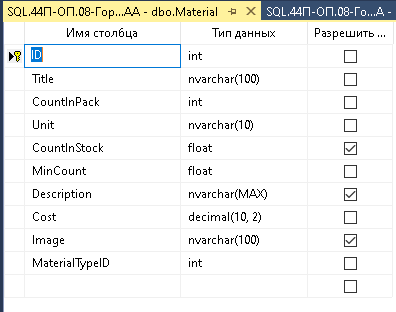 SQL.44П-ОП.08-Гор...АА - dbo.Material
SQL.44П-ОП.08-Го...А -
Имя столбца Тип данных Разрешить ...
ID int
Title nvarchar(100)
CountInPack int
Unit nvarchar(10)
CountInStock float
MinCount float
Description nvarchar(MAX)
Cost decimal(10, 2)
Image nvarchar(100)
MaterialTypeID int